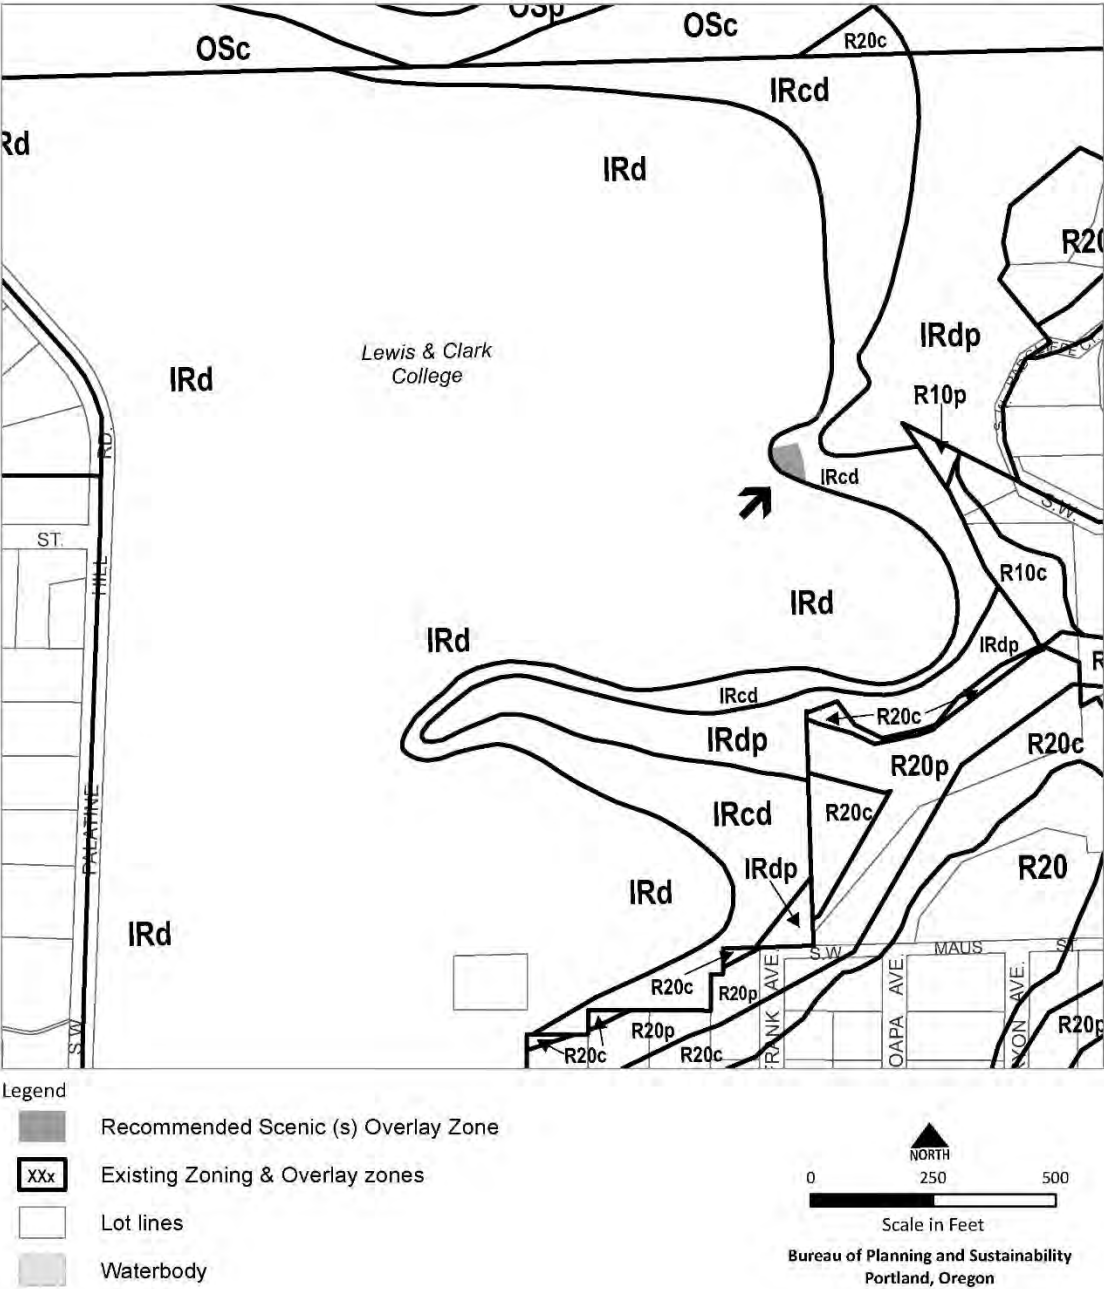 OSp
OSc
OSc
R20c
IRcd
Rd
IRd
IRdp
Lewis & Clark
College
IRd
R10p
RD.
IRcd
S.W.
ST.
HILL
R10c
IRd
IRd
IRdp
IRcd
R20c
IRdp
R20c
R20p
PALATINE
IRcd
R20c
IRdp
R20
IRd
IRd
S.W.
MAUS
ST.
R20c
R20p
AVE.
FRANK
AVE.
OAPA
AVE.
YON
R20p
R20p
R20c
R20c
S.W.
Legend
Recommended Scenic (s) Overlay Zone
XXx
Existing Zoning & Overlay zones
Lot lines
Waterbody
NORTH
0 250 500
Scale in Feet
Bureau of Planning and Sustainability
Portland, Oregon